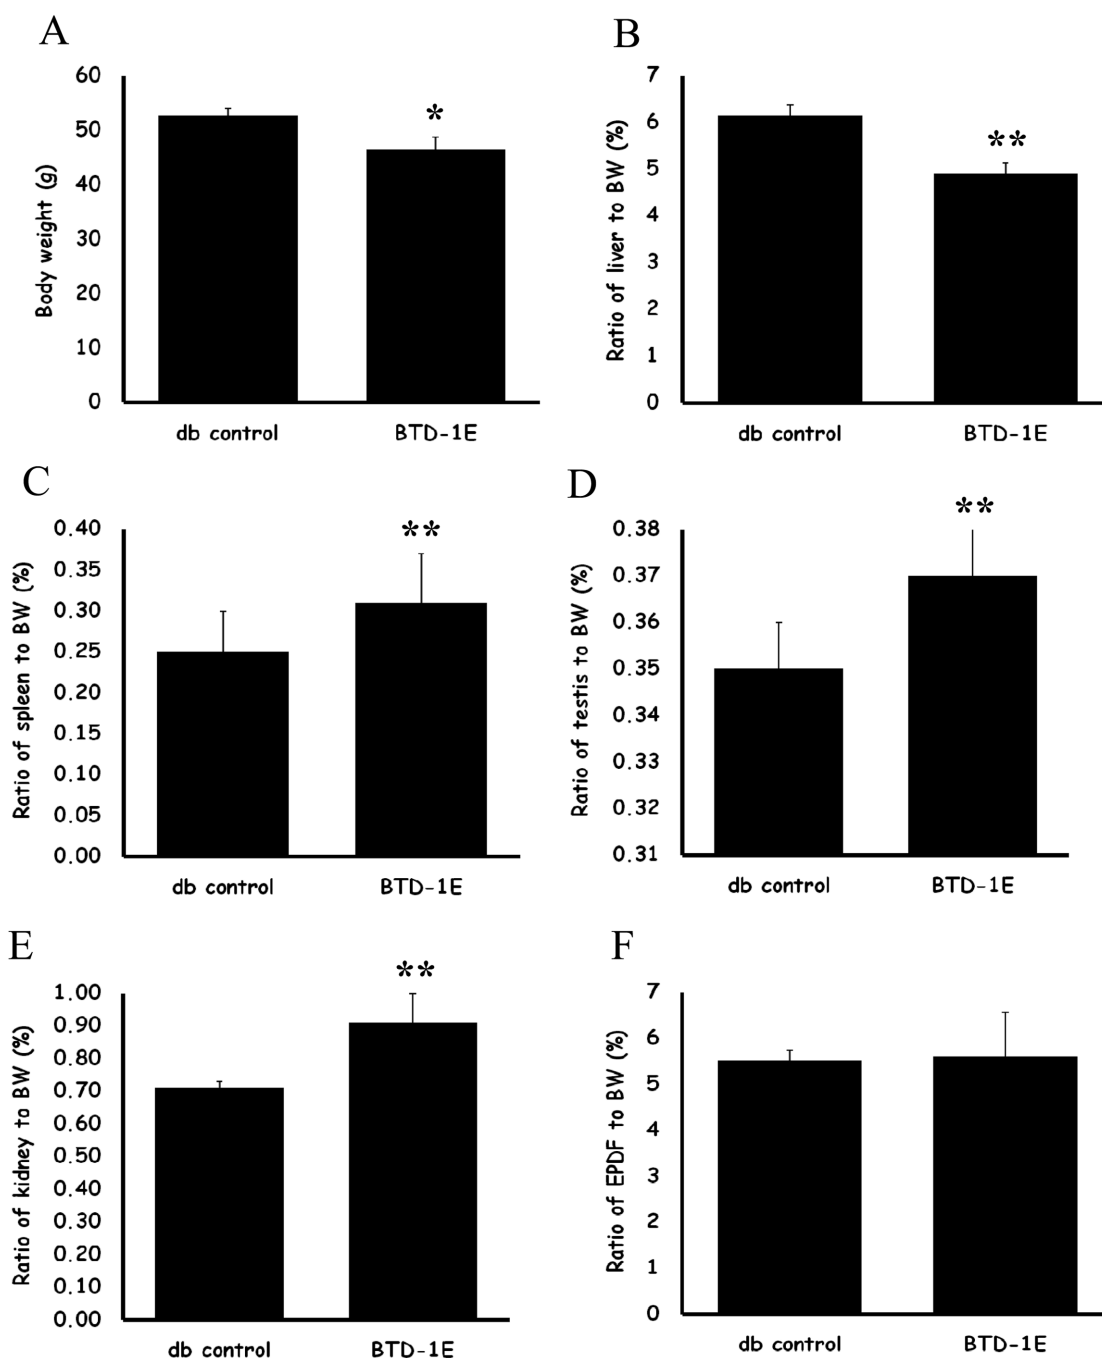 A
Body weight (g)
60
50
40
30
20
10
0
*
db control
BTD-1E
B
Ratio of liver to BW (%)
7
6
5
4
3
2
1
0
**
db control
BTD-1E
C
Ratio of spleen to BW (%)
0.40
0.35
0.30
0.25
0.20
0.15
0.10
0.05
0.00
**
db control
BTD-1E
D
Ratio of testis to BW (%)
0.38
0.37
0.36
0.35
0.34
0.33
0.32
0.31
**
db control
BTD-1E
E
Ratio of kidney to BW (%)
1.00
0.90
0.80
0.70
0.60
0.50
0.40
0.30
0.20
0.10
0.00
**
db control
BTD-1E
F
Ratio of EPDF to BW (%)
7
6
5
4
3
2
1
0
db control
BTD-1E